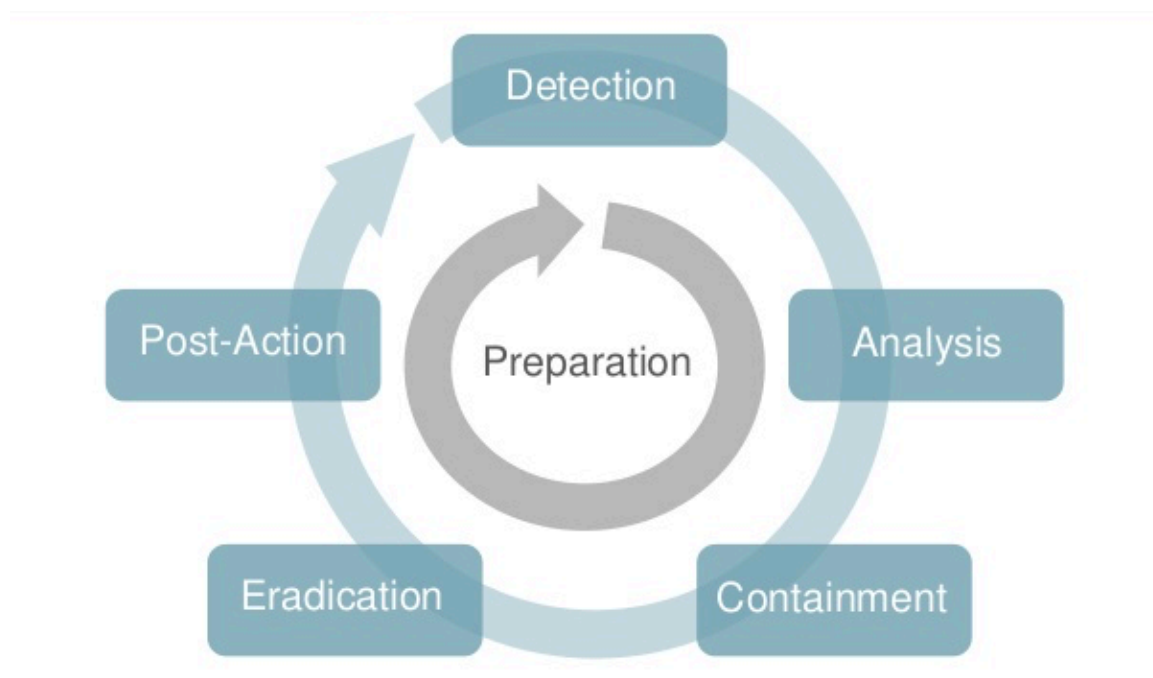 Detection
Analysis
Containment
Eradication
Post-Action
Preparation